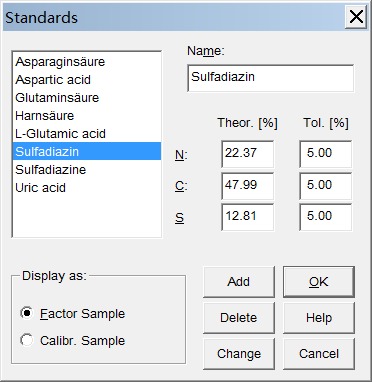 Standards
Asparaginsäure
Aspartic acid
Glutaminsäure
Harnsäure
L-Glutamic acid
Sulfadiazin
Sulfadiazine
Uric acid
Name:
Sulfadiazin
Theor. [%] Tol. [%]
N: 22.37 5.00
C: 47.99 5.00
S 12.81 5.00
Display as:
Factor Sample
Calibr. Sample
Add OK
Delete Help
Change Cancel